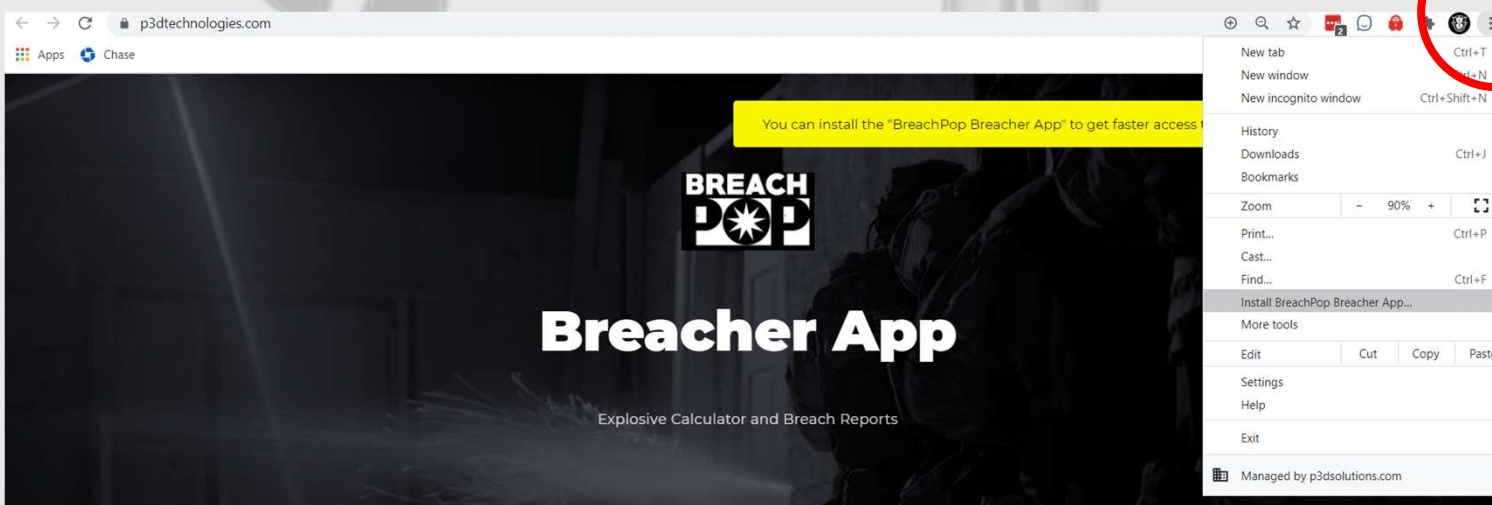 p3dtechnologies.com
2
Apps Chase
New tab Ctrl+T
New window Ctrl+N
New incognito window Ctrl+Shift+N
You can install the "BreachPop Breacher App" to get faster access
History
Downloads Ctrl+J
Bookmarks
Zoom - 90% +
Print... Ctrl+P
Cast...
Find... Ctrl+F
Install BreachPop Breacher App...
More tools
Edit Cut Copy
Settings
Help
Exit
Managed by p3dsolutions.com
BREACH
POP
Breacher App
Explosive Calculator and Breach Reports